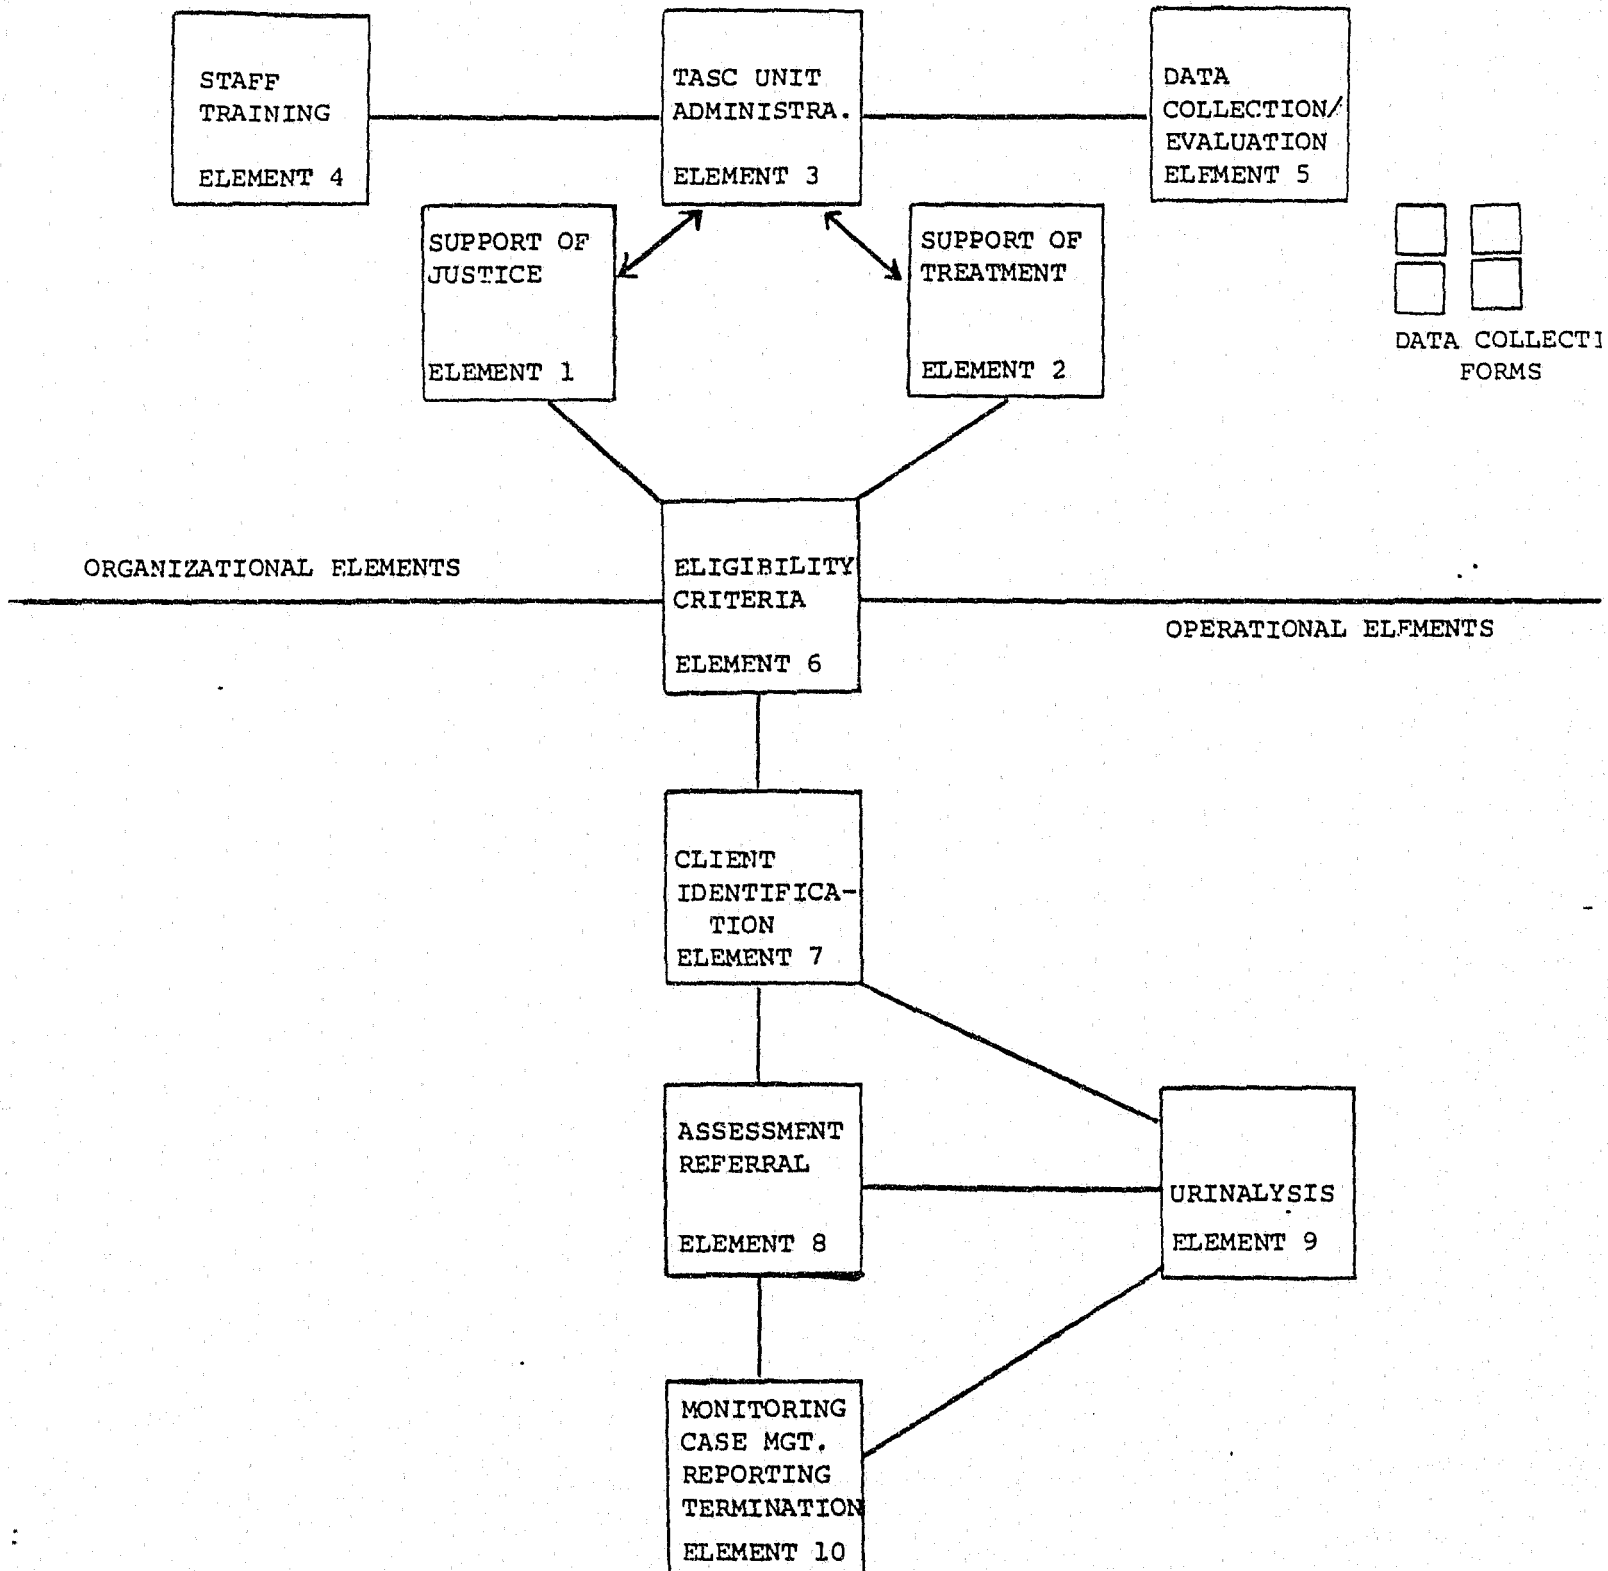 STAFF
TRAINING
ELEMENT 4
TASC UNIT
ADMINISTRA.
ELEMENT 3
DATA
COLLECTION/
EVALUATION
ELEMENT 5
SUPPORT OF
JUSTICE
ELEMENT 1
SUPPORT OF
TREATMENT
ELEMENT 2
DATA COLLECTI
FORMS
ORGANIZATIONAL ELEMENTS
ELIGIBILITY
CRITERIA
ELEMENT 6
OPERATIONAL ELEMENTS
CLIENT
IDENTIFICA-
TION
ELEMENT 7
ASSESSMENT
REFERRAL
ELEMENT 8
URINALYSIS
ELEMENT 9
MONITORING
CASE MGT.
REPORTING
TERMINATION
ELEMENT 10